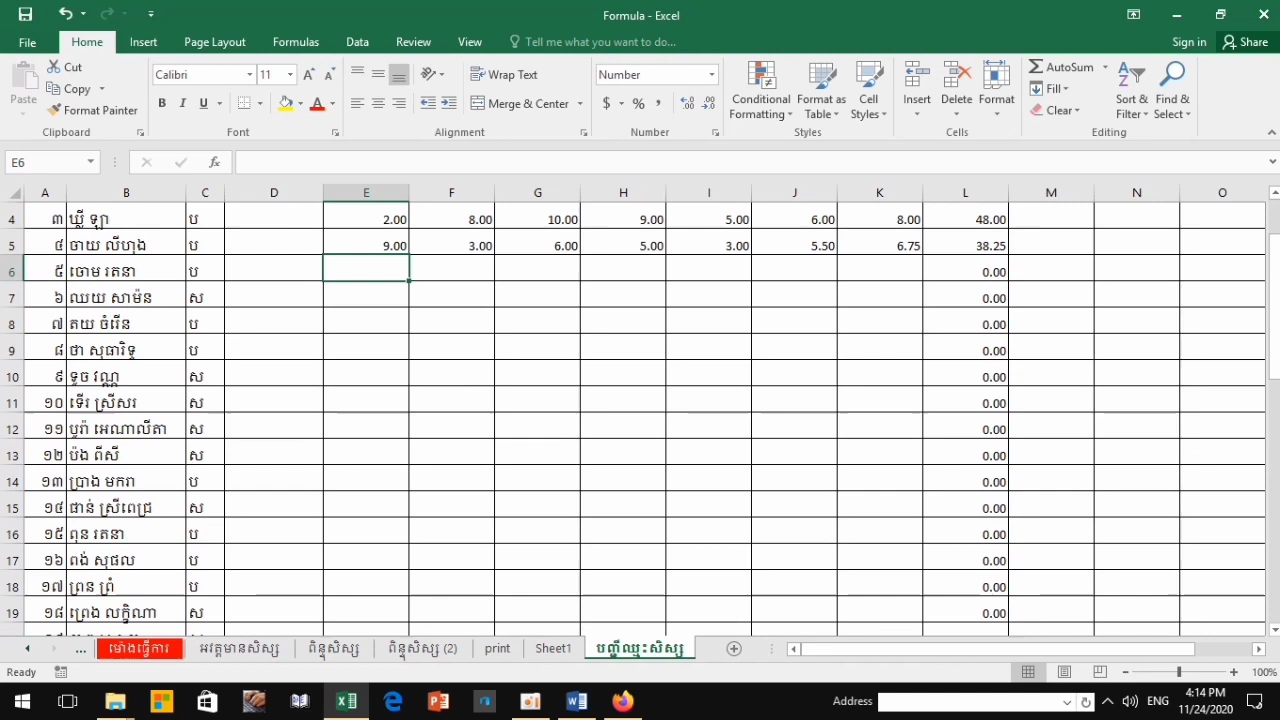 Formula - Excel
File Home Insert Page Layout Formulas Data Review View Tell me what you want to do... Sign in Share
Paste Cut Copy Format Painter Calibri 11 Wrap Text Merge & Center Number $ % , Conditional Formatting Format as Table Cell Styles Insert Delete Format AutoSum Fill Clear Sort & Filter Find & Select
Clipboard Font Alignment Number Styles Cells Editing
E6 fx
A B C D E F G H I J K L M N O
4 ៣ ឃ្លី ឡា ប 2.00 8.00 10.00 9.00 5.00 6.00 8.00 48.00
5 ៤ ចាយ លីហុង ប 9.00 3.00 6.00 5.00 3.00 5.50 6.75 38.25
6 ៥ ចោម រតនា ប 0.00
7 ៦ ឈយ សាម៉ន ស 0.00
8 ៧ តយ ចំរើន ប 0.00
9 ៨ ថា សុធារិទ្ធ ប 0.00
10 ៩ ទូច វណ្ណ ស 0.00
11 ១០ ទើរ ស្រីសរ ស 0.00
12 ១១ បូរ៉ា អេណាលីតា ស 0.00
13 ១២ ប៉ង ពីសី ស 0.00
14 ១៣ ប្រាង មករា ប 0.00
15 ១៤ ផាន់ ស្រីពេជ្រ ស 0.00
16 ១៥ ពុន រតនា ប 0.00
17 ១៦ ពង់ សុផល ប 0.00
18 ១៧ ព្រន ព្រំ ប 0.00
19 ១៨ ព្រេង លក្ខិណា ស 0.00
... ម៉ោងធ្វើការ អវត្តមានសិស្ស ពិន្ទុសិស្ស ពិន្ទុសិស្ស (2) print Sheet1 បញ្ជីឈ្មោះសិស្ស
Ready 100%
Address ENG 4:14 PM
11/24/2020